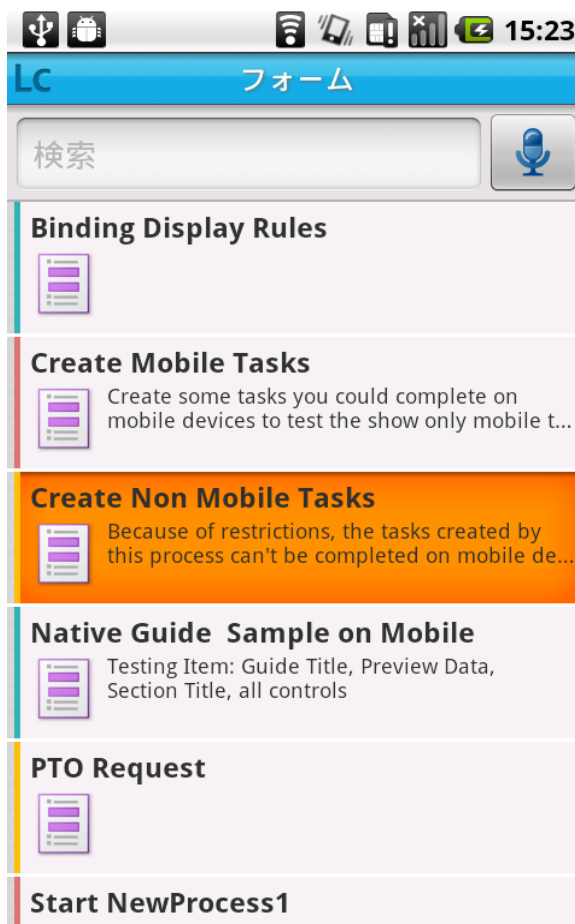 15:23
LC フォーム
検索
Binding Display Rules
Create Mobile Tasks
Create some tasks you could complete on
mobile devices to test the show only mobile t...
Create Non Mobile Tasks
Because of restrictions, the tasks created by
this process can't be completed on mobile de...
Native Guide  Sample on Mobile
Testing Item: Guide Title, Preview Data,
Section Title, all controls
PTO Request
Start NewProcess1